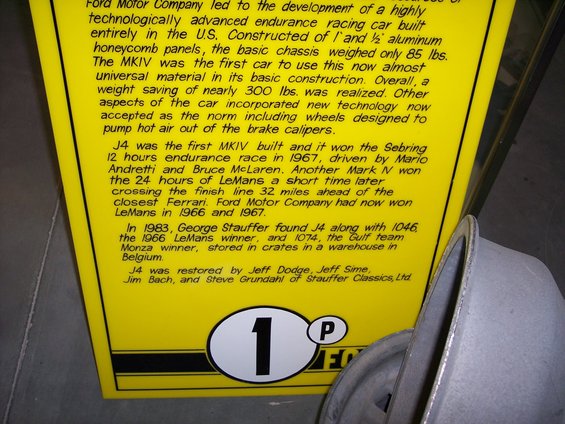 Ford Motor Company led to the development of a highly
technologically advanced endurance racing car built
entirely in the U.S. Constructed of 1" and ½" aluminum
honeycomb panels, the basic chassis weighed only 85 lbs.
The MKIV was the first car to use this now almost
universal material in its basic construction. Overall, a
weight saving of nearly 300 lbs. was realized. Other
aspects of the car incorporated new technology now
accepted as the norm including wheels designed to
pump hot air out of the brake calipers.
J4 was the first MKIV built and it won the Sebring
12 hours endurance race in 1967, driven by Mario
Andretti and Bruce McLaren. Another Mark IV won
the 24 hours of LeMans a short time later
crossing the finish line 32 miles ahead of the
closest Ferrari. Ford Motor Company had now won
LeMans in 1966 and 1967.
In 1983, George Stauffer found J4 along with 1046,
the 1966 LeMans winner, and 1074, the Gulf team
Monza winner, stored in crates in a warehouse in
Belgium.
J4 was restored by Jeff Dodge, Jeff Sime,
Jim Bach, and Steve Grundahl of Stauffer Classics, Ltd.
1 P
FO